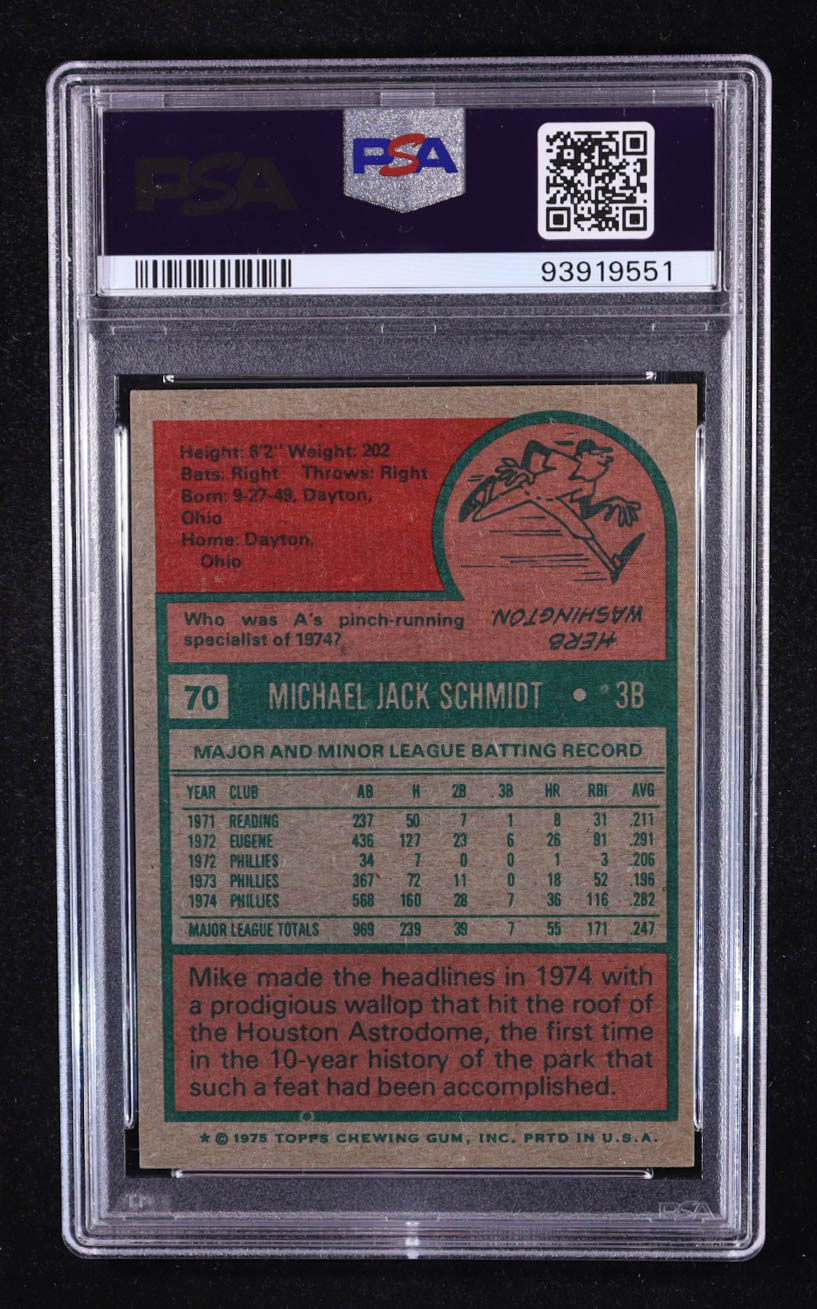 PSA
PSA
93919551
Height: 6'2" Weight: 202
Bats: Right Throws: Right
Born: 9-27-49, Dayton,
Ohio
Home: Dayton,
Ohio
Who was A's pinch-running
specialist of 1974?
HERB
WASHINGTON.
70 MICHAEL JACK SCHMIDT • 3B
MAJOR AND MINOR LEAGUE BATTING RECORD
YEAR CLUB AB H 2B 3B HR RBI AVG
1971 READING 237 50 7 1 8 31 .211
1972 EUGENE 436 127 23 6 26 91 .291
1972 PHILLIES 34 7 0 0 1 3 .206
1973 PHILLIES 367 72 11 0 18 52 .196
1974 PHILLIES 568 160 28 7 36 116 .282
MAJOR LEAGUE TOTALS 969 239 39 7 55 171 .247
Mike made the headlines in 1974 with
a prodigious wallop that hit the roof of
the Houston Astrodome, the first time
in the 10-year history of the park that
such a feat had been accomplished.
* © 1975 TOPPS CHEWING GUM, INC. PRTD IN U.S.A.
PSA